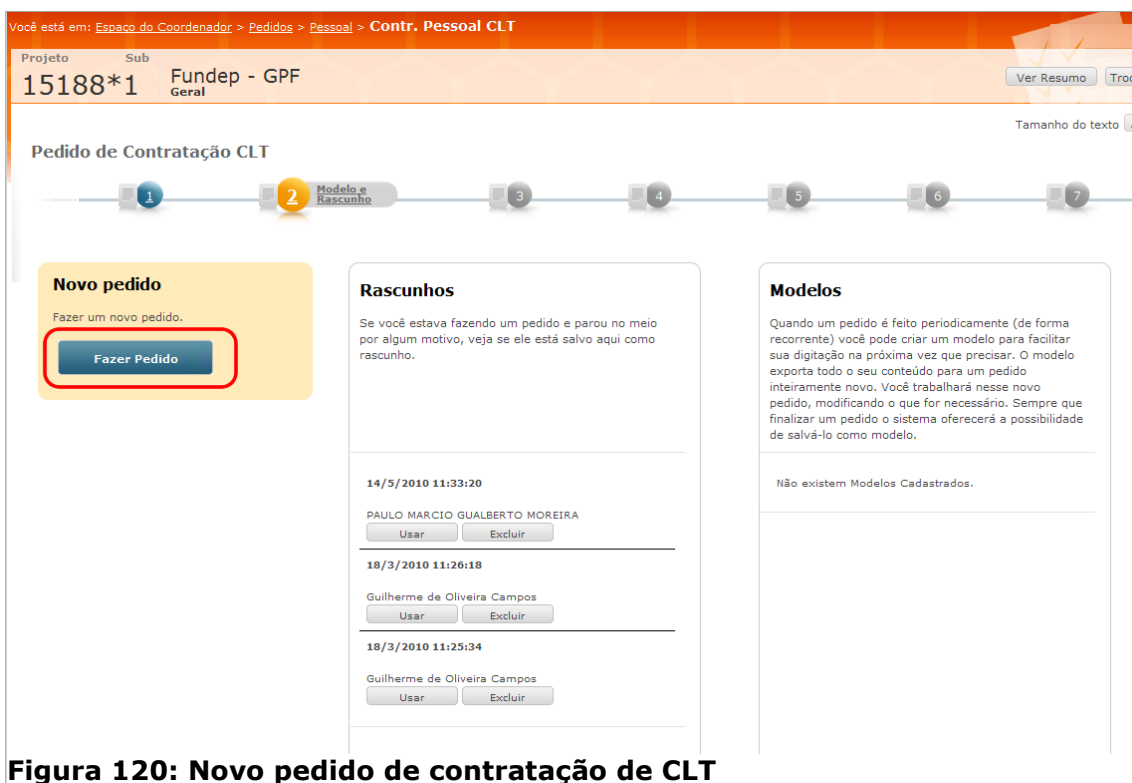 Você está em: Espaço do Coordenador > Pedidos > Pessoal > Contr. Pessoal CLT
Projeto Sub
15188*1 Fundep - GPF
Geral
Ver Resumo
Tamanho do texto
Pedido de Contratação CLT
1 2 Modelo e
Rascunho
3 4 5 6 7
Novo pedido
Fazer um novo pedido.
Fazer Pedido
Rascunhos
Se você estava fazendo um pedido e parou no meio
por algum motivo, veja se ele está salvo aqui como
rascunho.
14/5/2010 11:33:20
PAULO MARCIO GUALBERTO MOREIRA
Usar Excluir
18/3/2010 11:26:18
Guilherme de Oliveira Campos
Usar Excluir
18/3/2010 11:25:34
Guilherme de Oliveira Campos
Usar Excluir
Modelos
Quando um pedido é feito periodicamente (de forma
recorrente) você pode criar um modelo para facilitar
sua digitação na próxima vez que precisar. O modelo
exporta todo o seu conteúdo para um pedido
inteiramente novo. Você trabalhará nesse novo
pedido, modificando o que for necessário. Sempre que
finalizar um pedido o sistema oferecerá a possibilidade
de salvá-lo como modelo.
Não existem Modelos Cadastrados.
Figura 120: Novo pedido de contratação de CLT